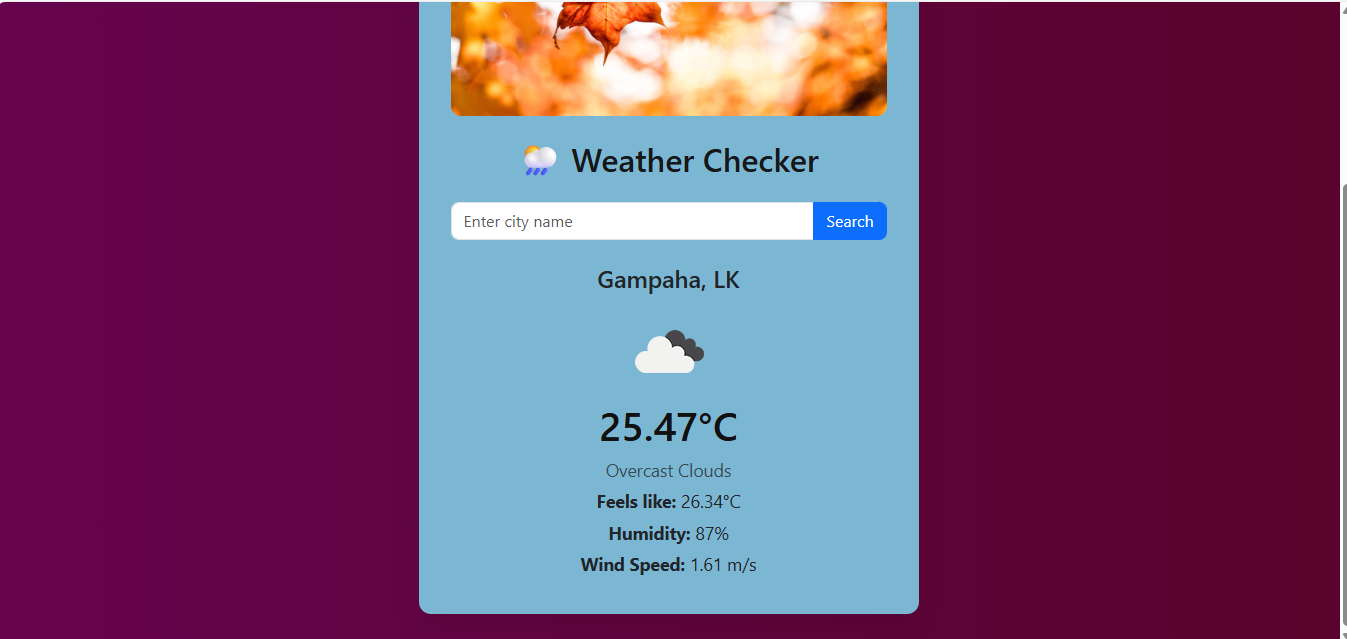 Weather Checker
Enter city name
Search
Gampaha, LK
25.47°C
Overcast Clouds
Feels like: 26.34°C
Humidity: 87%
Wind Speed: 1.61 m/s